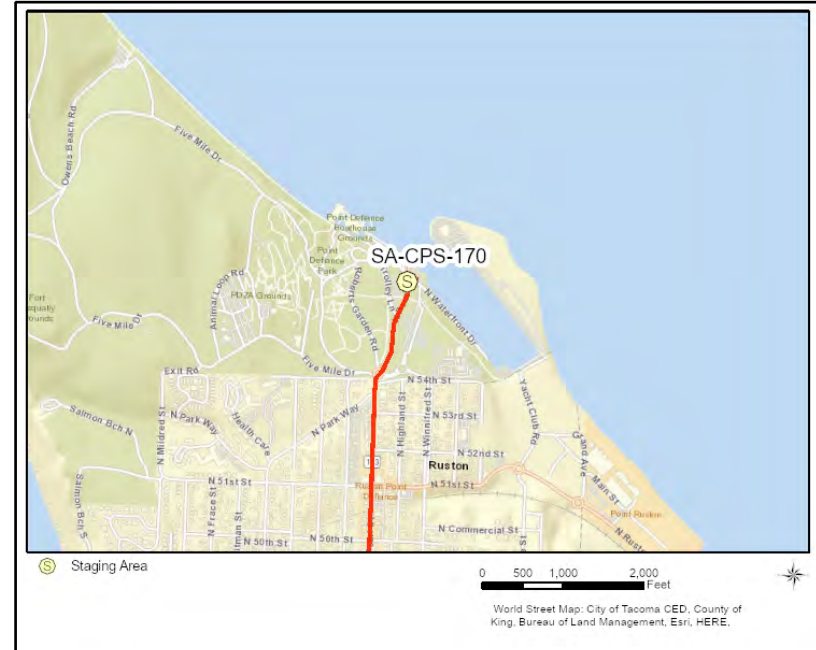 Owens Beach Rd
Five Mile Dr
Point Defiance
Boathouse
Grounds
Point
Defiance
Park
SA-CPS-170
S
Trolley Ln
N Waterfront Dr
Animal Loop Rd
PDZA Grounds
Roberts Garden Rd
Fort
Five Mile Dr
Five Mile Dr
Exit Rd
N 54th St
N Park Way
Health Care
N Park Way
Salmon Bch N
N Mildred St
N Highland St
N Winnifred St
N 53rd St
Yacht Club Rd
N 52nd St
Ruston
N 51st St
N 51st St
Defiance
Main St
Point Ruston
Salmon Bch S
N Frace St
N Commercial St
N 50th St
N 50th St
S Staging Area
0 500 1,000 2,000
Feet
World Street Map: City of Tacoma CED, County of
King, Bureau of Land Management, Esri, HERE,